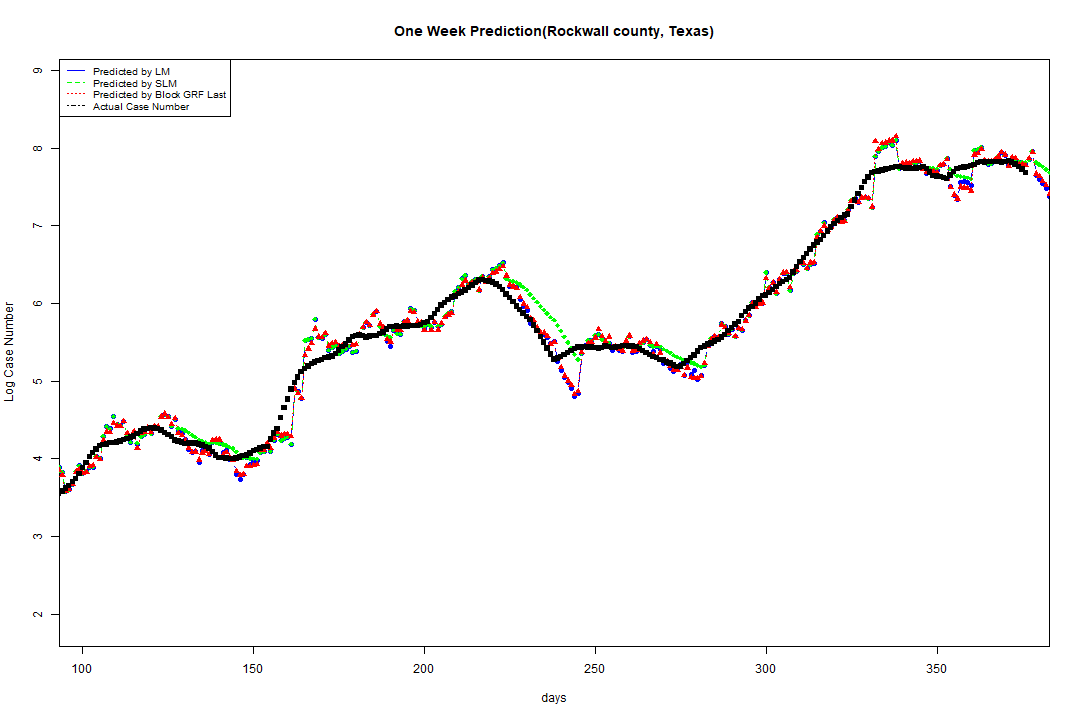 One Week Prediction(Rockwall county, Texas)
Predicted by LM
Predicted by SLM
Predicted by Block GRF Last
Actual Case Number
9
8
7
6
5
4
3
2
Log Case Number
100 150 200 250 300 350
days